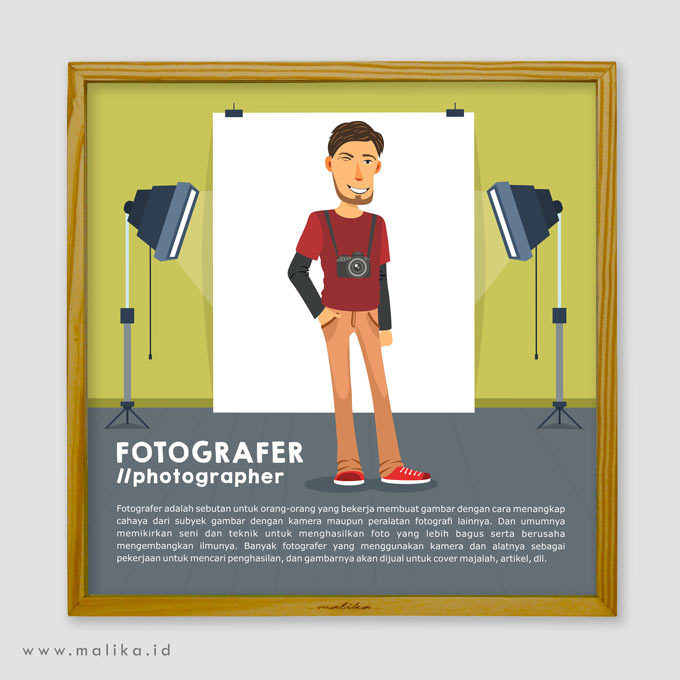 FOTOGRAFER
//photographer
Fotografer adalah sebutan untuk orang-orang yang bekerja membuat gambar dengan cara menangkap
cahaya dari subyek gambar dengan kamera maupun peralatan fotografi lainnya. Dan umumnya
memikirkan seni dan teknik untuk menghasilkan foto yang lebih bagus serta berusaha
mengembangkan ilmunya. Banyak fotografer yang menggunakan kamera dan alatnya sebagai
pekerjaan untuk mencari penghasilan, dan gambarnya akan dijual untuk cover majalah, artikel, dll.
malika
www.malika.id